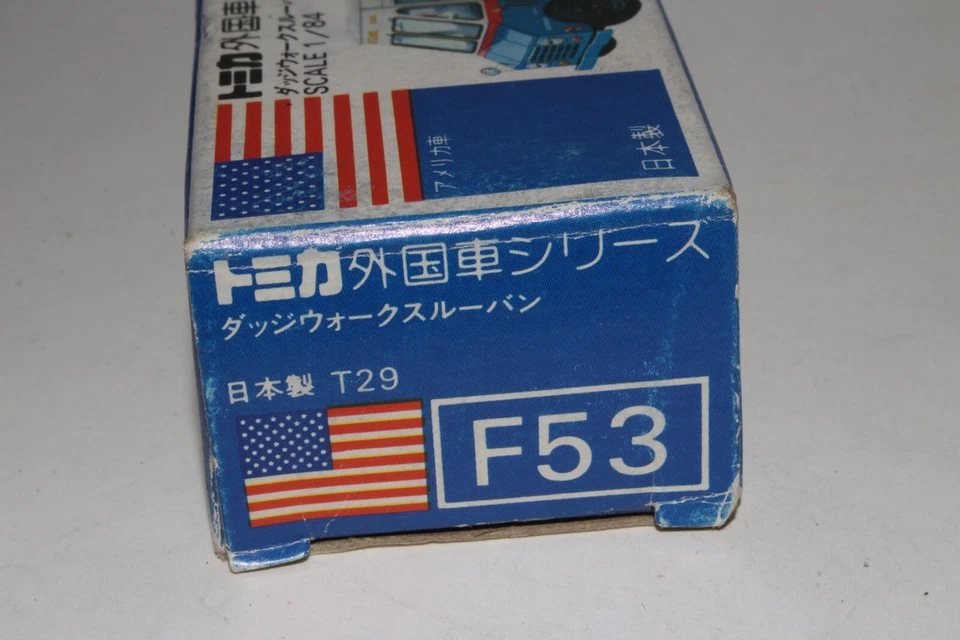 トミカ外国車
ダッジウォークスルー
SCALE 1/84
アメリカ車
日本製
トミカ外国車シリーズ
ダッジウォークスルーバン
日本製 T29
F53